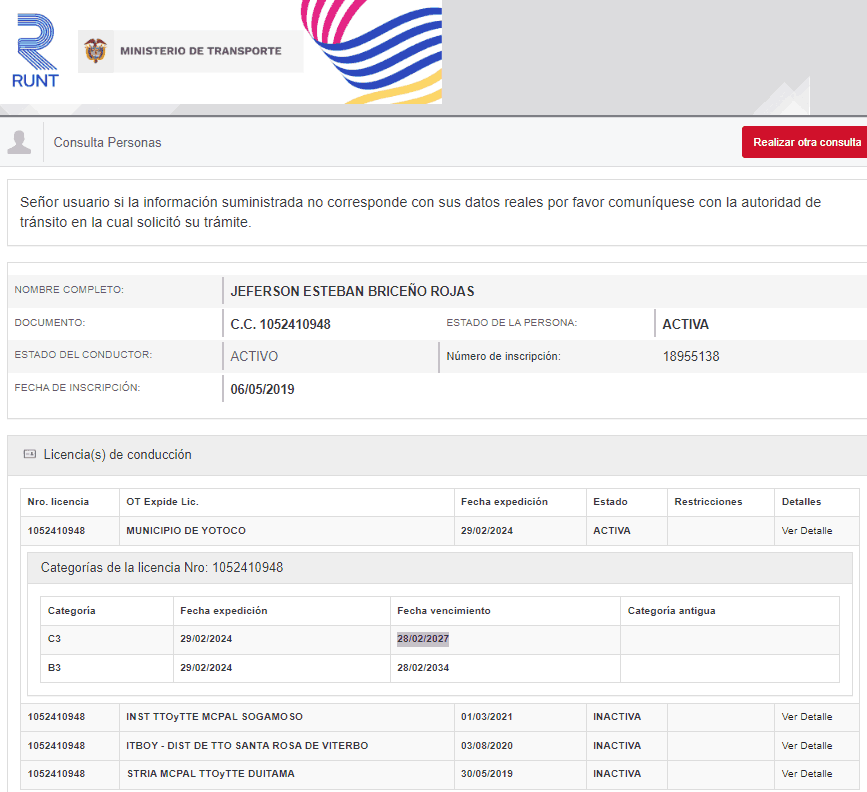 RUNT
MINISTERIO DE TRANSPORTE
Consulta Personas
Realizar otra consulta
Señor usuario si la información suministrada no corresponde con sus datos reales por favor comuníquese con la autoridad de
tránsito en la cual solicitó su trámite.
NOMBRE COMPLETO: JEFERSON ESTEBAN BRICEÑO ROJAS
DOCUMENTO: C.C. 1052410948 ESTADO DE LA PERSONA: ACTIVA
ESTADO DEL CONDUCTOR: ACTIVO Número de inscripción: 18955138
FECHA DE INSCRIPCIÓN: 06/05/2019
Licencia(s) de conducción
Nro. licencia OT Expide Lic. Fecha expedición Estado Restricciones Detalles
1052410948 MUNICIPIO DE YOTOCO 29/02/2024 ACTIVA Ver Detalle
Categorías de la licencia Nro: 1052410948
Categoría Fecha expedición Fecha vencimiento Categoria antigua
C3 29/02/2024 28/02/2027
B3 29/02/2024 28/02/2034
1052410948 INST TTOyTTE MCPAL SOGAMOSO 01/03/2021 INACTIVA Ver Detalle
1052410948 ITBOY - DIST DE TTO SANTA ROSA DE VITERBO 03/08/2020 INACTIVA Ver Detalle
1052410948 STRIA MCPAL TTOyTTE DUITAMA 30/05/2019 INACTIVA Ver Detalle